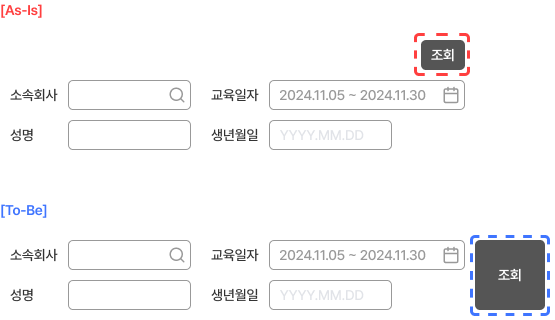 [As-Is]
조회
소속회사 교육일자 2024.11.05 ~ 2024.11.30
성명 생년월일 YYYY.MM.DD
[To-Be]
소속회사 교육일자 2024.11.05 ~ 2024.11.30
조회
성명 생년월일 YYYY.MM.DD